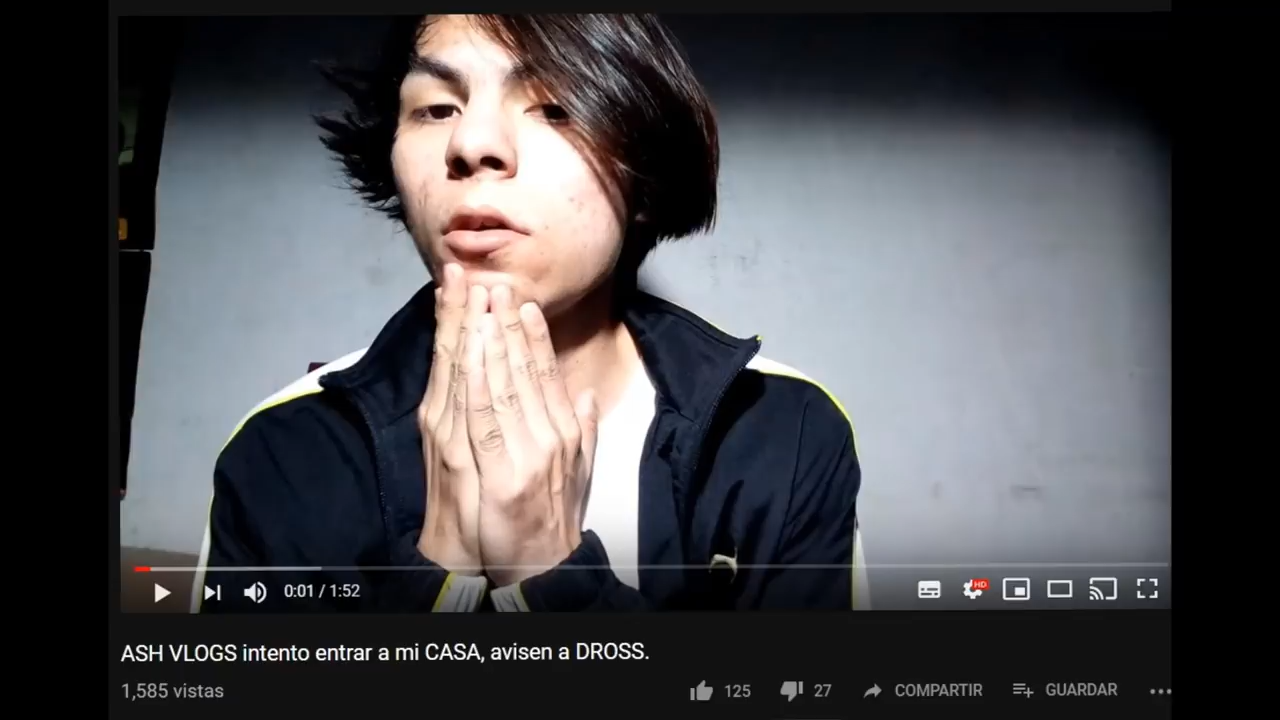 HD
0:01 / 1:52
ASH VLOGS intento entrar a mi CASA, avisen a DROSS.
1,585 vistas
125
27
COMPARTIR
GUARDAR